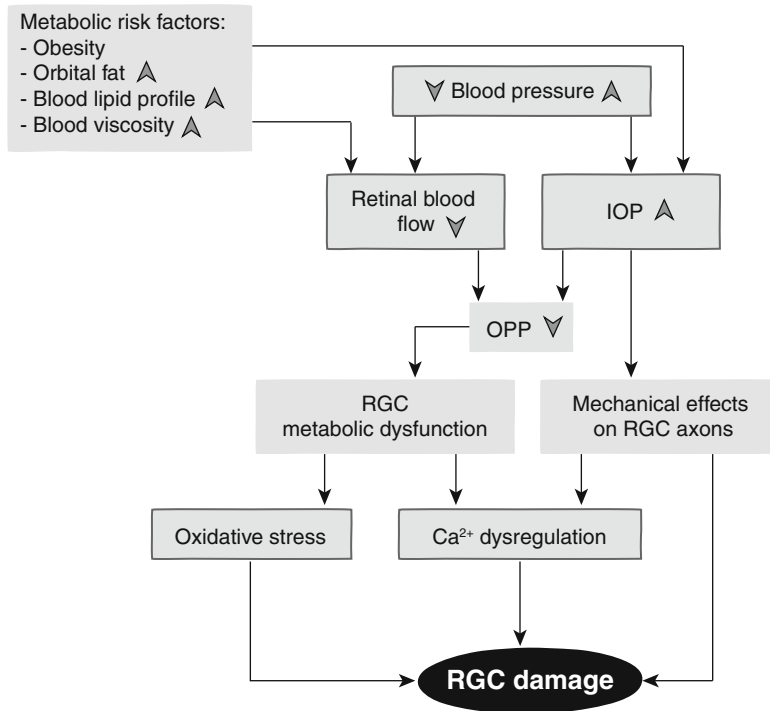 Metabolic risk factors:
- Obesity
- Orbital fat
- Blood lipid profile
- Blood viscosity
Blood pressure
Retinal blood
flow
IOP
OPP
RGC
metabolic dysfunction
Mechanical effects
on RGC axons
Oxidative stress
Ca²⁺ dysregulation
RGC damage